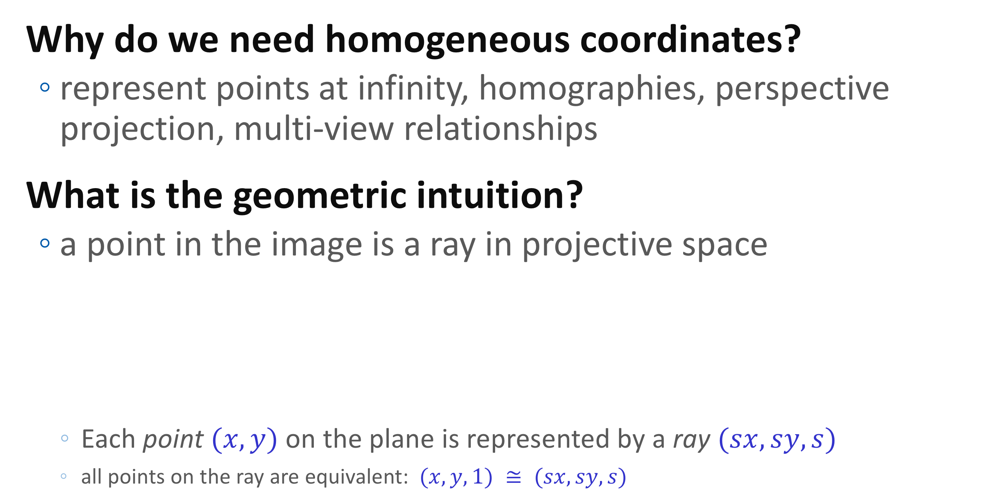 Why do we need homogeneous coordinates?
◦ represent points at infinity, homographies, perspective
projection, multi-view relationships
What is the geometric intuition?
◦ a point in the image is a ray in projective space
◦ Each point (x, y) on the plane is represented by a ray (sx, sy, s)
◦ all points on the ray are equivalent: (x, y, 1) ≅ (sx, sy, s)